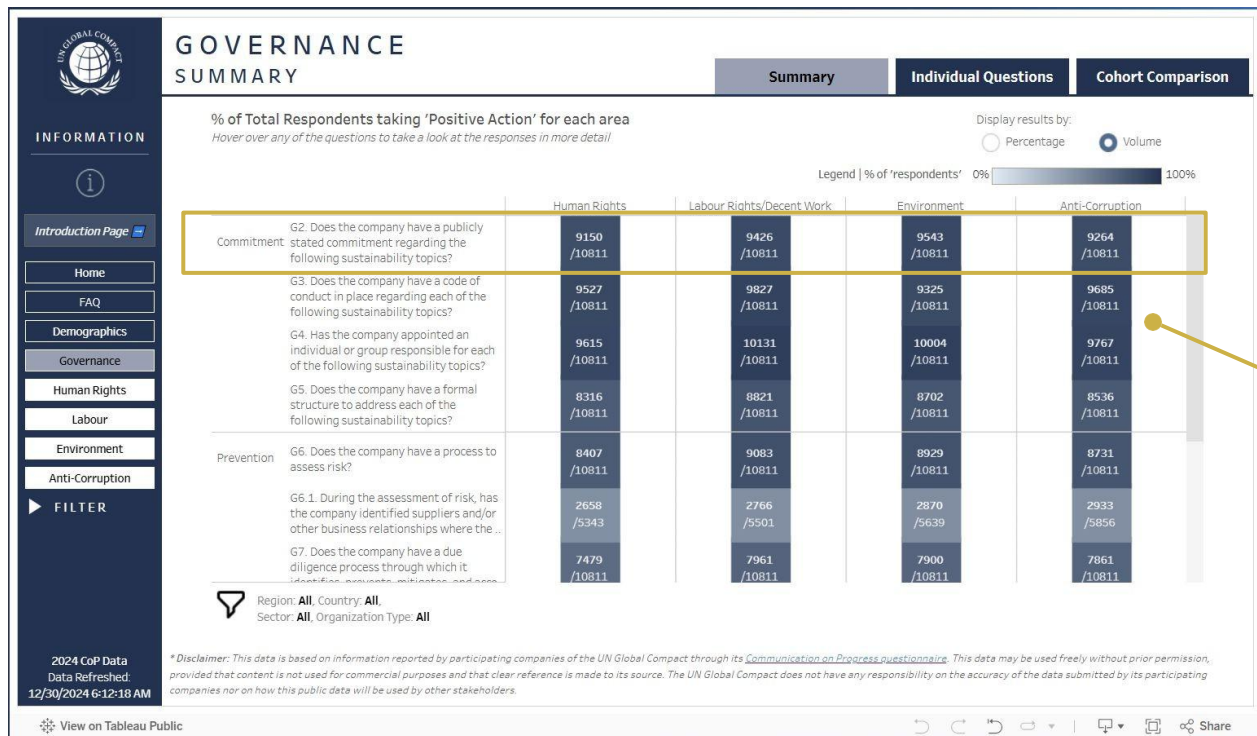 UN GLOBAL COMPACT
GOVERNANCE
SUMMARY
Summary
Individual Questions
Cohort Comparison
INFORMATION
i
Introduction Page
Home
FAQ
Demographics
Governance
Human Rights
Labour
Environment
Anti-Corruption
FILTER
2024 CoP Data
Data Refreshed:
12/30/2024 6:12:18 AM
% of Total Respondents taking 'Positive Action' for each area
Hover over any of the questions to take a look at the responses in more detail
Display results by:
Percentage
Volume
Legend | % of 'respondents' 0% 100%
Human Rights Labour Rights/Decent Work Environment Anti-Corruption
Commitment
G2. Does the company have a publicly
stated commitment regarding the
following sustainability topics?
9150 9426 9543 9264
/10811 /10811 /10811 /10811
G3. Does the company have a code of
conduct in place regarding each of the
following sustainability topics?
9527 9827 9325 9685
/10811 /10811 /10811 /10811
G4. Has the company appointed an
individual or group responsible for each
of the following sustainability topics?
9615 10131 10004 9767
/10811 /10811 /10811 /10811
G5. Does the company have a formal
structure to address each of the
following sustainability topics?
8316 8821 8702 8536
/10811 /10811 /10811 /10811
Prevention
G6. Does the company have a process to
assess risk?
8407 9083 8929 8731
/10811 /10811 /10811 /10811
G6.1. During the assessment of risk, has
the company identified suppliers and/or
other business relationships where the ..
2658 2766 2870 2933
/5343 /5501 /5639 /5856
G7. Does the company have a due
diligence process through which it
identifies, prevents, mitigates, and acco
7479 7961 7900 7861
/10811 /10811 /10811 /10811
Region: All, Country: All,
Sector: All, Organization Type: All
* Disclaimer: This data is based on information reported by participating companies of the UN Global Compact through its Communication on Progress questionnaire. This data may be used freely without prior permission,
provided that content is not used for commercial purposes and that clear reference is made to its source. The UN Global Compact does not have any responsibility on the accuracy of the data submitted by its participating
companies nor on how this public data will be used by other stakeholders.
View on Tableau Public
Share